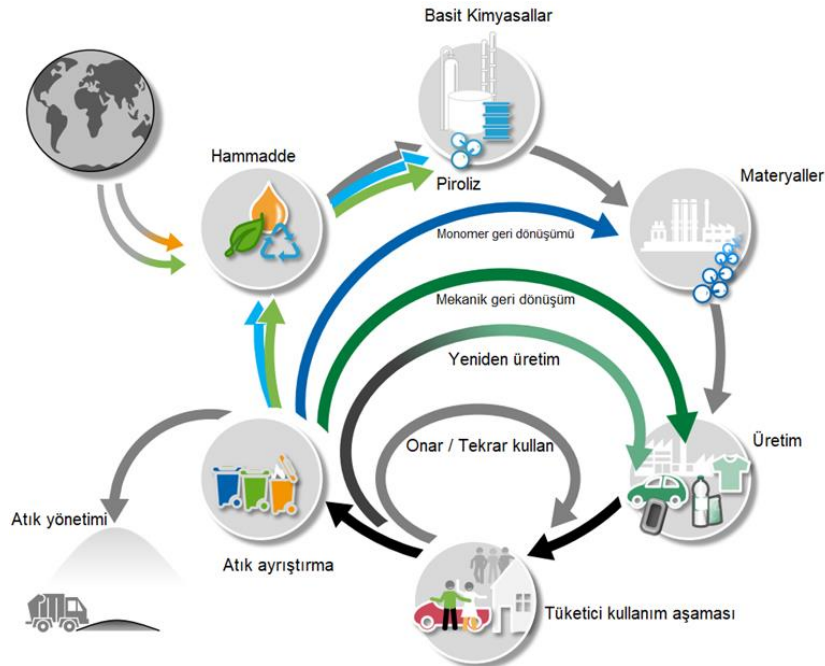 Basit Kimyasallar
Hammadde
Piroliz
Materyaller
Monomer geri dönüşümü
Mekanik geri dönüşüm
Yeniden üretim
Onar / Tekrar kullan
Üretim
Atık yönetimi
Atık ayrıştırma
Tüketici kullanım aşaması